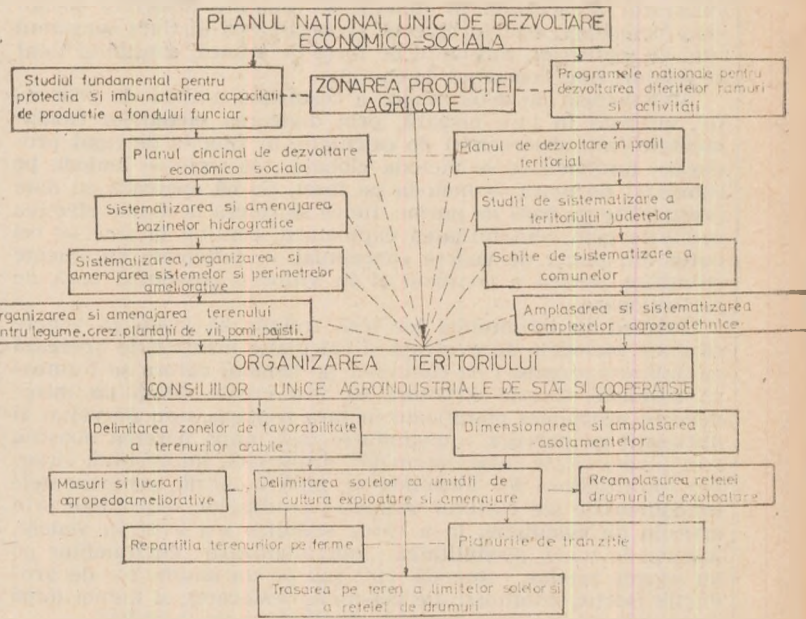 PLANUL NAȚIONAL UNIC DE DEZVOLTARE
ECONOMICO-SOCIALA
Studiul fundamental pentru
protectia si imbunatatirea capacitatii
de productie a fondului funciar.
ZONAREA PRODUCȚIEI
AGRICOLE
Programele nationale pentru
dezvoltarea diferitelor ramuri
si activităti
Planul cincinal de dezvoltare
economico sociala
Planul de dezvoltare in profil
teritorial
Sistematizarea si amenajarea
bazinelor hidrografice
Studii de sistematizare a
teritoriului judetelor
Sistematizarea, organizarea si
amenajarea sistemelor si perimetrelor
ameliorative
Schite de sistematizare a
comunelor
rganizarea si amenajarea terenului
ntru legume.orez.plantatii de vii, pomi, pajisti.
Amplasarea si sistematizarea
complexelor agrozootehnice
ORGANIZAREA TERITORIULUI
CONSILIILOR UNICE AGROINDUSTRIALE DE STAT SI COOPERATISTE
Delimitarea zonelor de favorabilitate
a terenurilor arabile
Dimensionarea si amplasarea
asolamentelor
Masuri si lucrari
agropedoameliorative
Delimitarea solelor ca unităti de
cultura exploatare si amenajare
Reamplasarea retelei
drumuri de exploatare
Repartitia terenurilor pe ferme
Planurile de tranzitie
Trasarea pe teren a limitelor solelor si
a retelei de drumuri